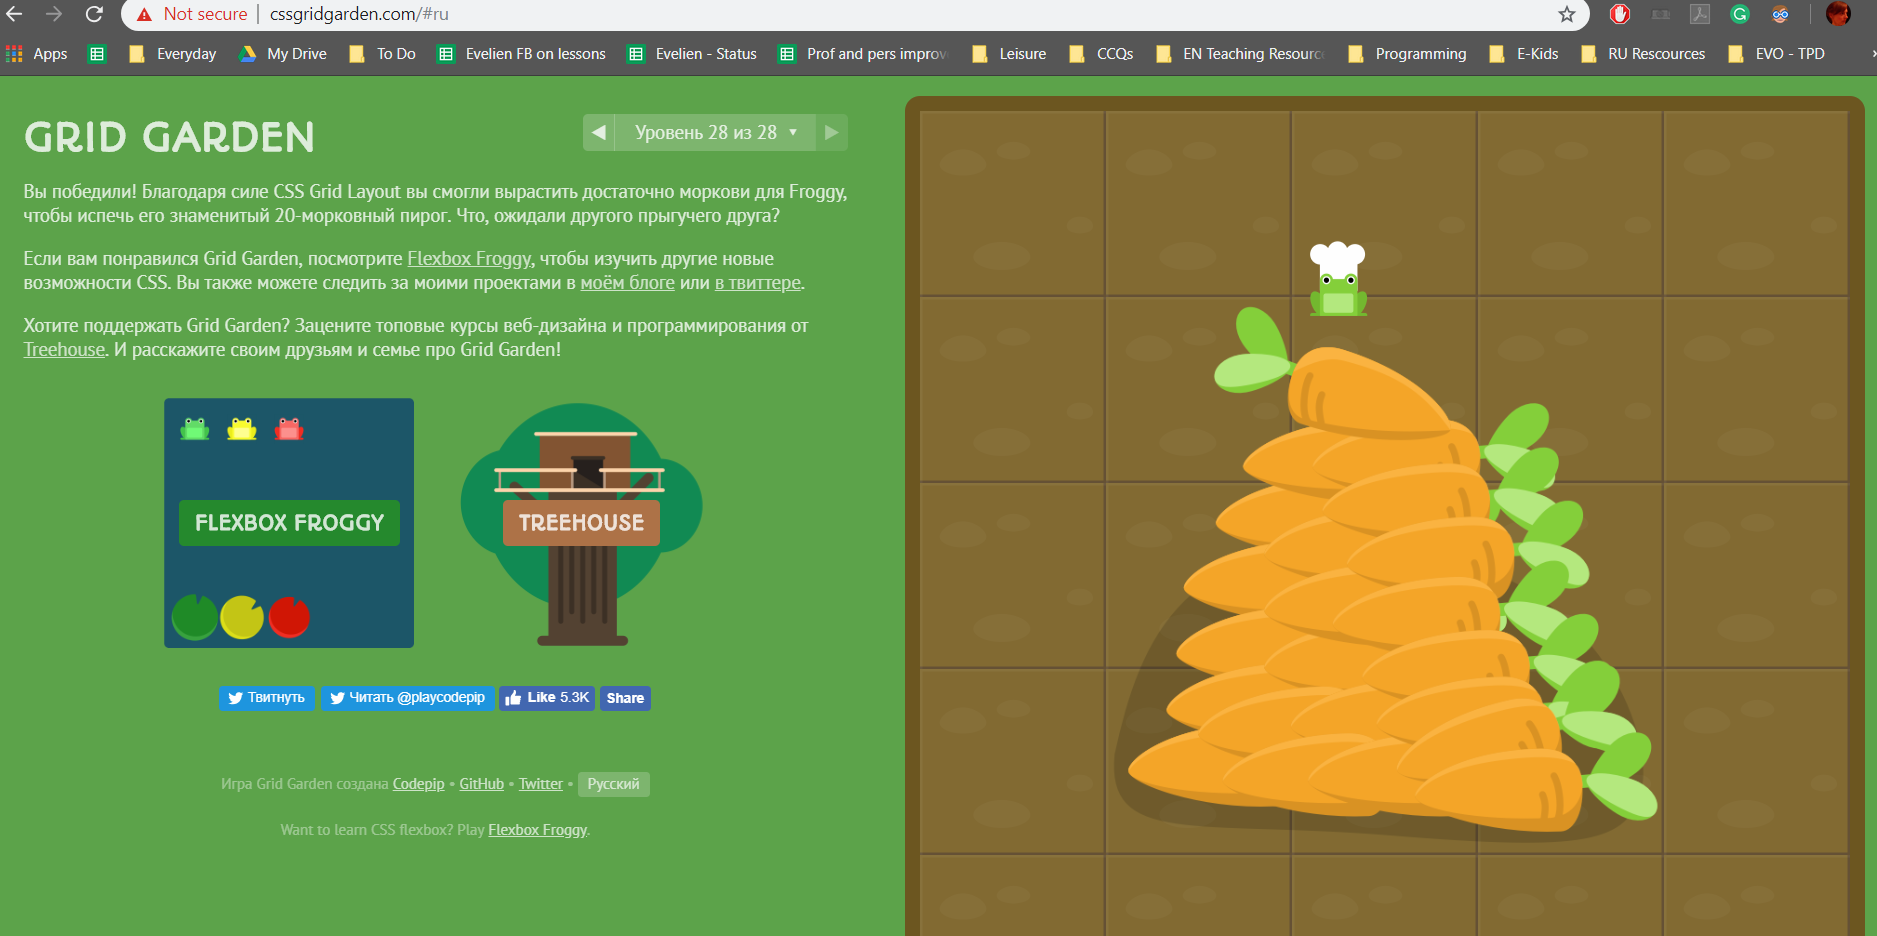 Not secure | cssgridgarden.com/#ru
Apps Everyday My Drive To Do Evelien FB on lessons Evelien - Status Prof and pers improv Leisure CCQs EN Teaching Resourc Programming E-Kids RU Rescources EVO - TPD
GRID GARDEN
Уровень 28 из 28
Вы победили! Благодаря силе CSS Grid Layout вы смогли вырастить достаточно моркови для Froggy,
чтобы испечь его знаменитый 20-морковный пирог. Что, ожидали другого прыгучего друга?
Если вам понравился Grid Garden, посмотрите Flexbox Froggy, чтобы изучить другие новые
возможности CSS. Вы также можете следить за моими проектами в моём блоге или в твиттере.
Хотите поддержать Grid Garden? Зацените топовые курсы веб-дизайна и программирования от
Treehouse. И расскажите своим друзьям и семье про Grid Garden!
FLEXBOX FROGGY
TREEHOUSE
Твитнуть Читать @playcodepip Like 5.3K Share
Игра Grid Garden создана Codepip • GitHub • Twitter • Русский
Want to learn CSS flexbox? Play Flexbox Froggy.